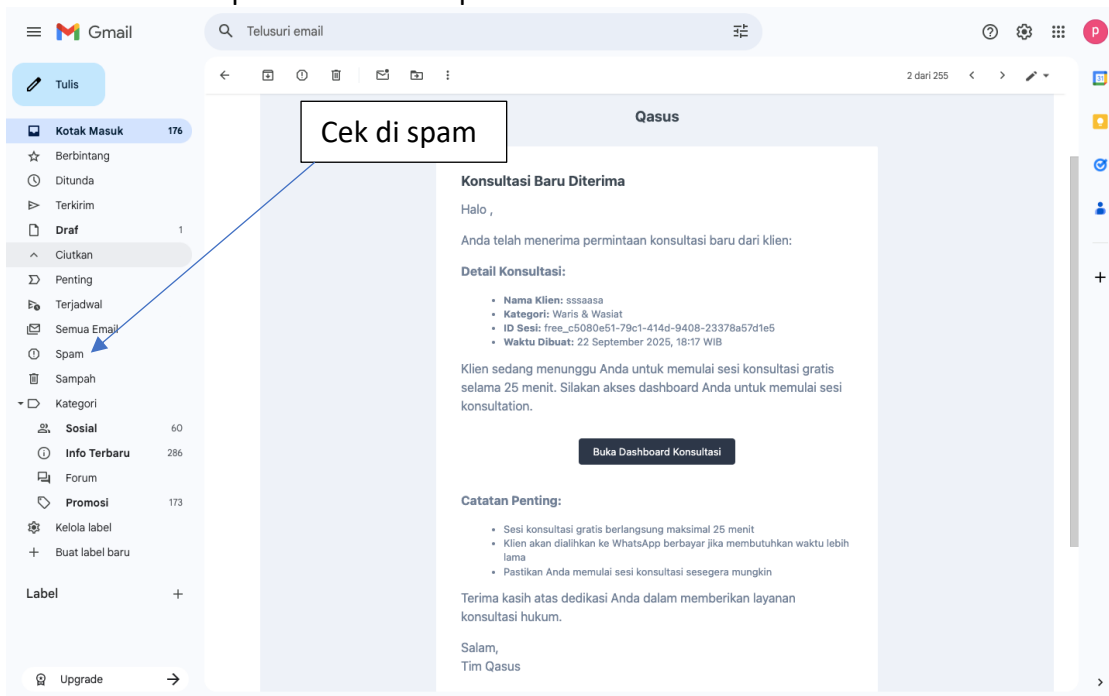 Gmail
Telusuri email
P
Tulis
2 dari 255
31
Kotak Masuk 176
Berbintang
Ditunda
Terkirim
Draf 1
Ciutkan
Penting
Terjadwal
Semua Email
Spam
Sampah
Kategori
Sosial 60
Info Terbaru 286
Forum
Promosi 173
Kelola label
Buat label baru
Label
Upgrade
Cek di spam
Qasus
Konsultasi Baru Diterima
Halo ,
Anda telah menerima permintaan konsultasi baru dari klien:
Detail Konsultasi:
• Nama Klien: sssaasa
• Kategori: Waris & Wasiat
• ID Sesi: free_c5080e51-79c1-414d-9408-23378a57d1e5
• Waktu Dibuat: 22 September 2025, 18:17 WIB
Klien sedang menunggu Anda untuk memulai sesi konsultasi gratis
selama 25 menit. Silakan akses dashboard Anda untuk memulai sesi
konsultation.
Buka Dashboard Konsultasi
Catatan Penting:
• Sesi konsultasi gratis berlangsung maksimal 25 menit
• Klien akan dialihkan ke WhatsApp berbayar jika membutuhkan waktu lebih
lama
• Pastikan Anda memulai sesi konsultasi sesegera mungkin
Terima kasih atas dedikasi Anda dalam memberikan layanan
konsultasi hukum.
Salam,
Tim Qasus